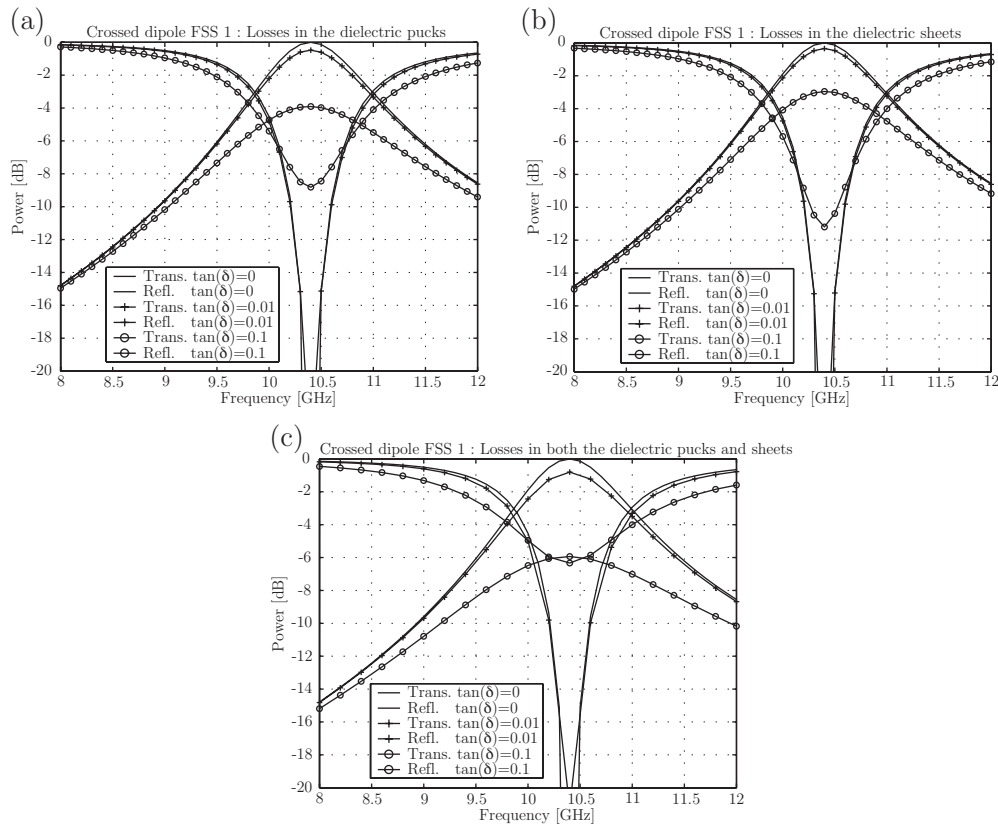 (a)
Crossed dipole FSS 1 : Losses in the dielectric pucks
0
-2
-4
-6
-8
-10
-12
-14
-16
-18
-20
Power [dB]
Trans. tan(δ)=0
Refl. tan(δ)=0
Trans. tan(δ)=0.01
Refl. tan(δ)=0.01
Trans. tan(δ)=0.1
Refl. tan(δ)=0.1
8 8.5 9 9.5 10 10.5 11 11.5 12
Frequency [GHz]
(b)
Crossed dipole FSS 1 : Losses in the dielectric sheets
0
-2
-4
-6
-8
-10
-12
-14
-16
-18
-20
Power [dB]
Trans. tan(δ)=0
Refl. tan(δ)=0
Trans. tan(δ)=0.01
Refl. tan(δ)=0.01
Trans. tan(δ)=0.1
Refl. tan(δ)=0.1
8 8.5 9 9.5 10 10.5 11 11.5 12
Frequency [GHz]
(c)
Crossed dipole FSS 1 : Losses in both the dielectric pucks and sheets
0
-2
-4
-6
-8
-10
-12
-14
-16
-18
-20
Power [dB]
Trans. tan(δ)=0
Refl. tan(δ)=0
Trans. tan(δ)=0.01
Refl. tan(δ)=0.01
Trans. tan(δ)=0.1
Refl. tan(δ)=0.1
8 8.5 9 9.5 10 10.5 11 11.5 12
Frequency [GHz]